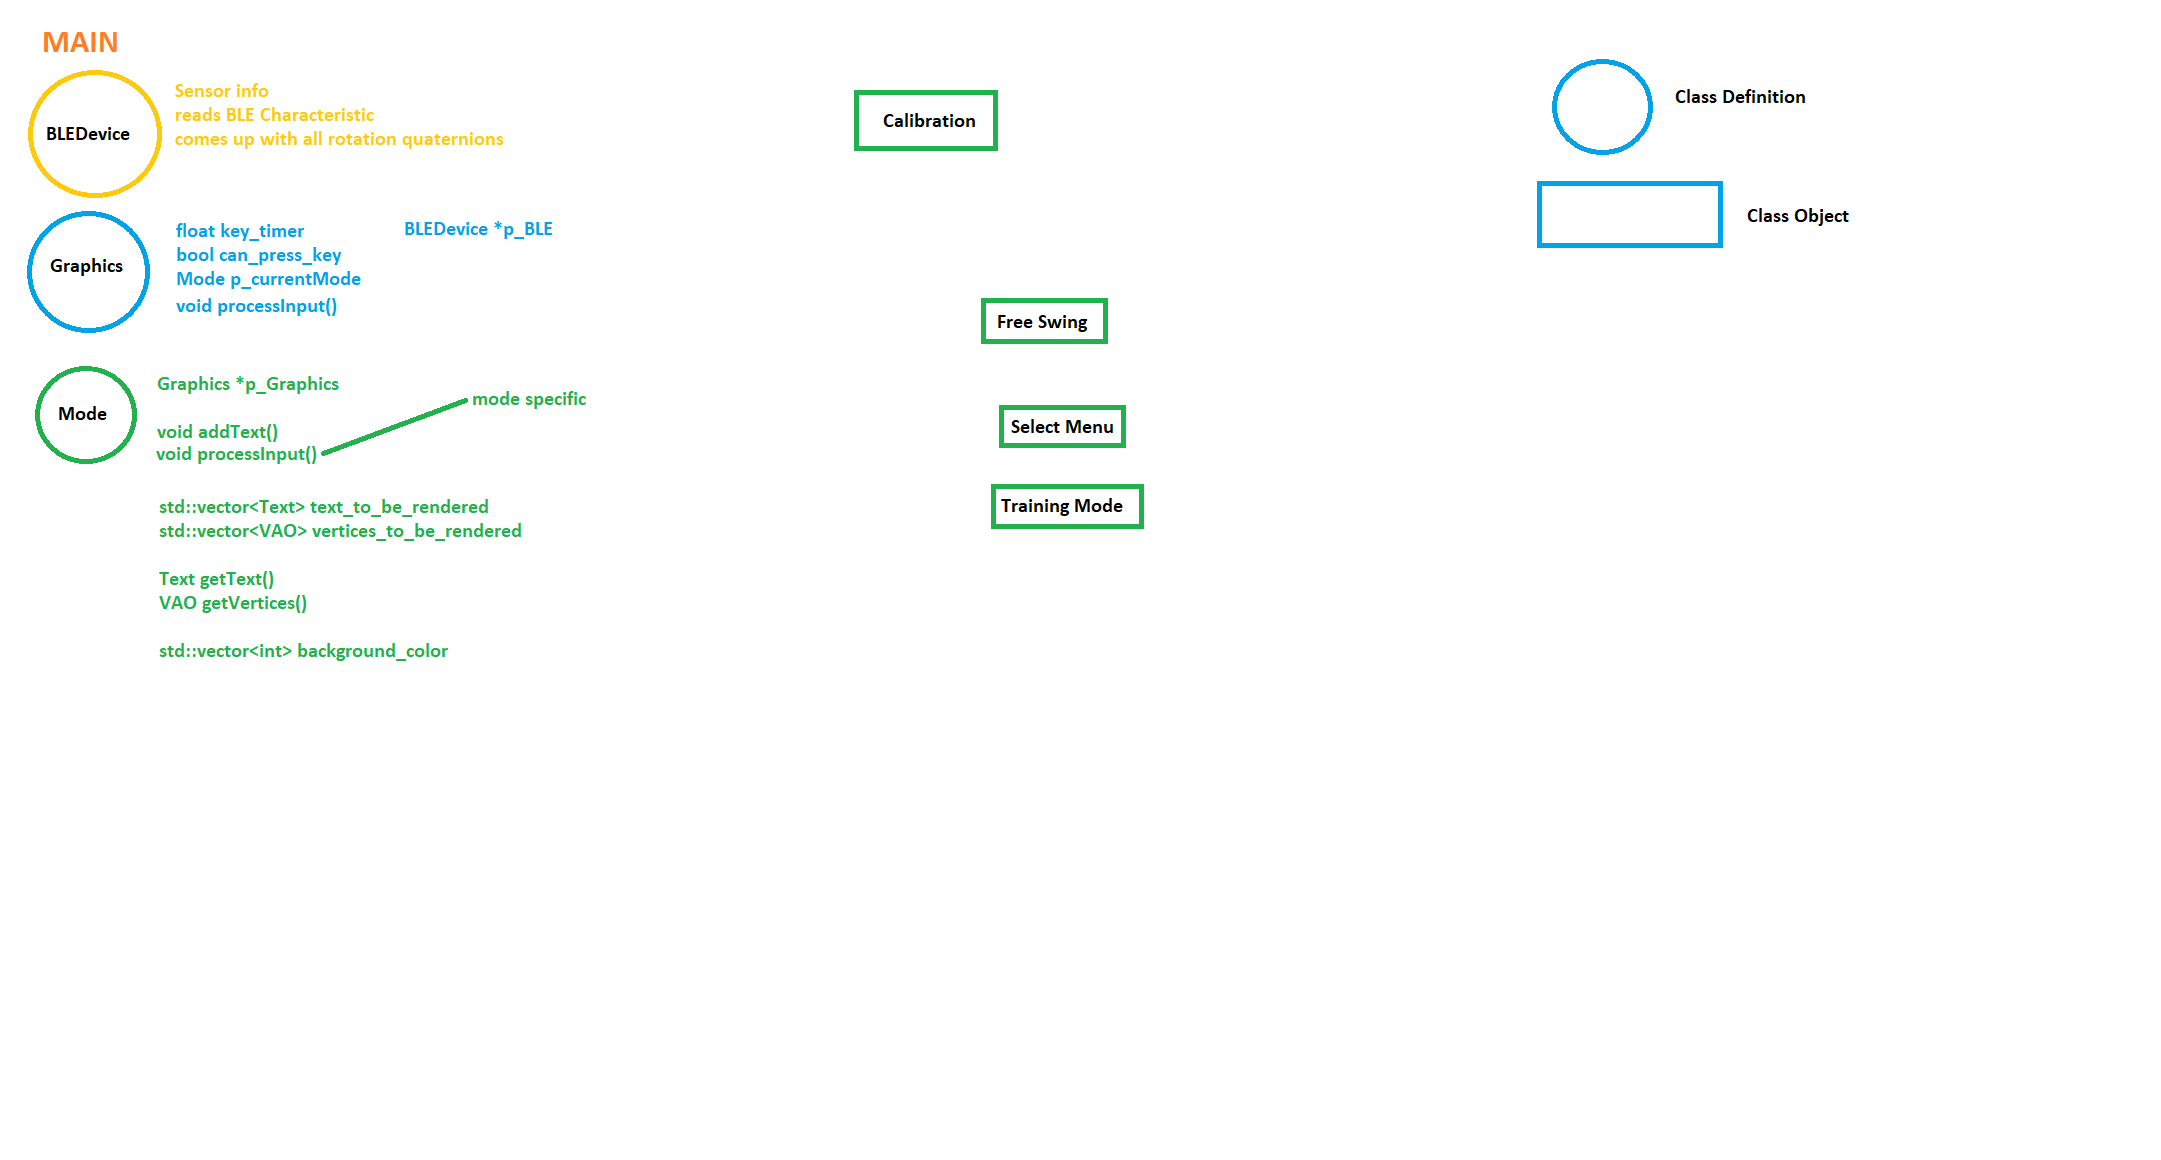 MAIN
BLEDevice
Sensor info
reads BLE Characteristic
comes up with all rotation quaternions
Graphics
float key_timer
bool can_press_key
Mode p_currentMode
void processInput()
BLEDevice *p_BLE
Mode
Graphics *p_Graphics
void addText()
void processInput()
mode specific
std::vector<Text> text_to_be_rendered
std::vector<VAO> vertices_to_be_rendered
Text getText()
VAO getVertices()
std::vector<int> background_color
Calibration
Free Swing
Select Menu
Training Mode
Class Definition
Class Object